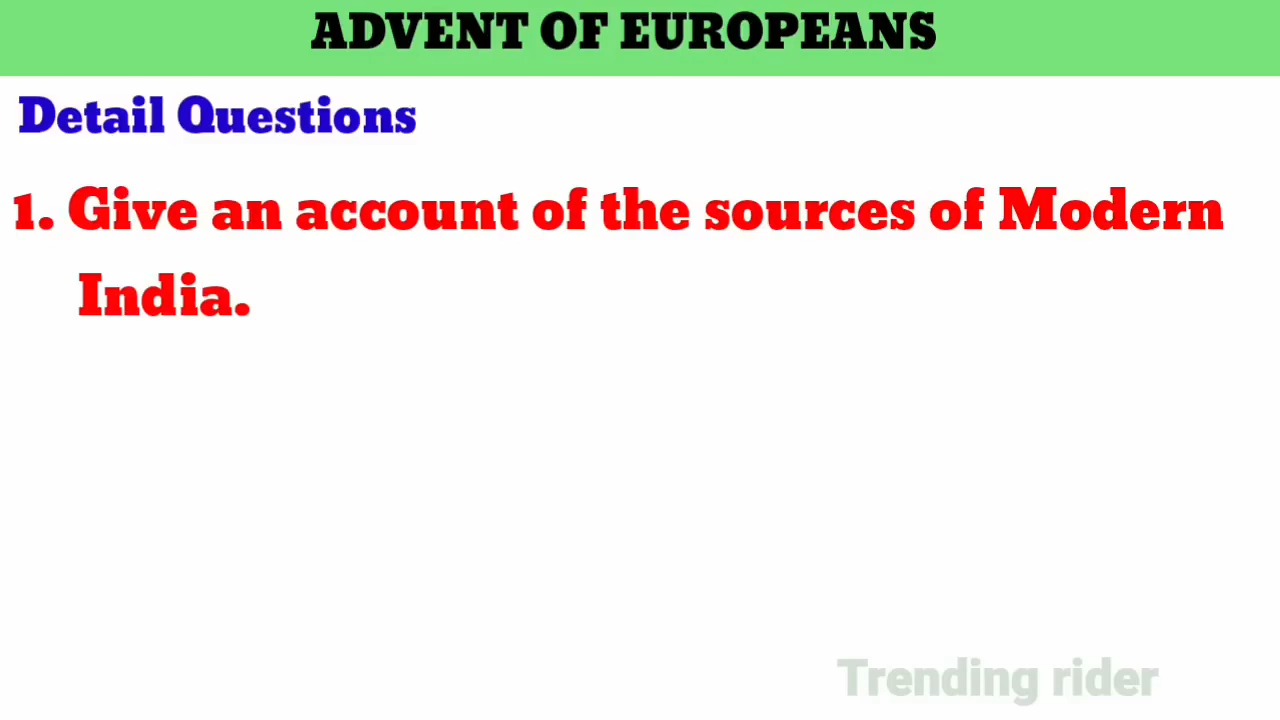 ADVENT OF EUROPEANS
Detail Questions
1. Give an account of the sources of Modern
India.
Trending rider